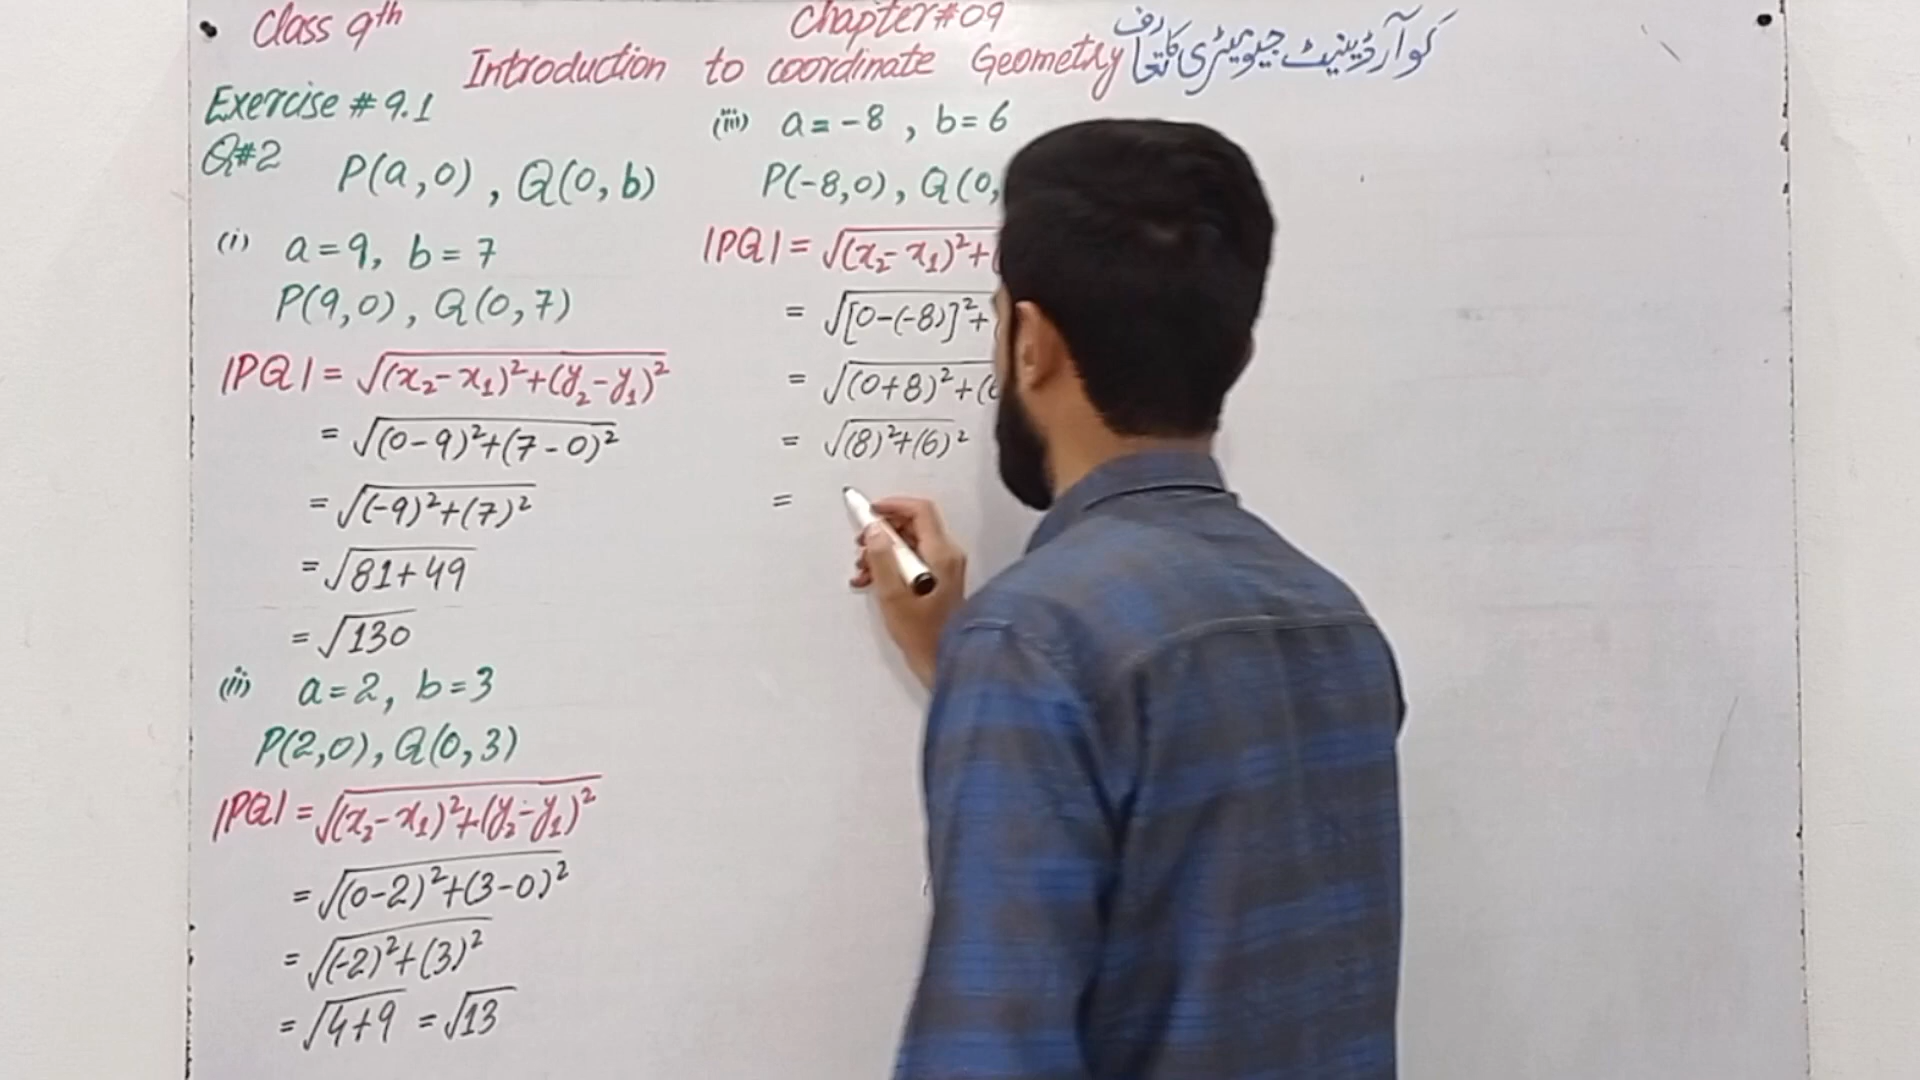 Class 9th
Chapter#09
Introduction to coordinate Geometry کوآرڈینیٹ جیومیٹری کا تعارف
Exercise # 9.1
Q#2
P(a,0), Q(0,b)
(i) a=9, b=7
P(9,0), Q(0,7)
|PQ| = √(x₂-x₁)²+(y₂-y₁)²
= √(0-9)²+(7-0)²
= √(-9)²+(7)²
= √81+49
= √130
(ii) a=2, b=3
P(2,0), Q(0,3)
|PQ| = √(x₂-x₁)²+(y₂-y₁)²
= √(0-2)²+(3-0)²
= √(-2)²+(3)²
= √4+9 = √13
(iii) a=-8, b=6
P(-8,0), Q(0,
|PQ| = √(x₂-x₁)²+(
= √[0-(-8)]²+
= √(0+8)²+(
= √(8)²+(6)²
=